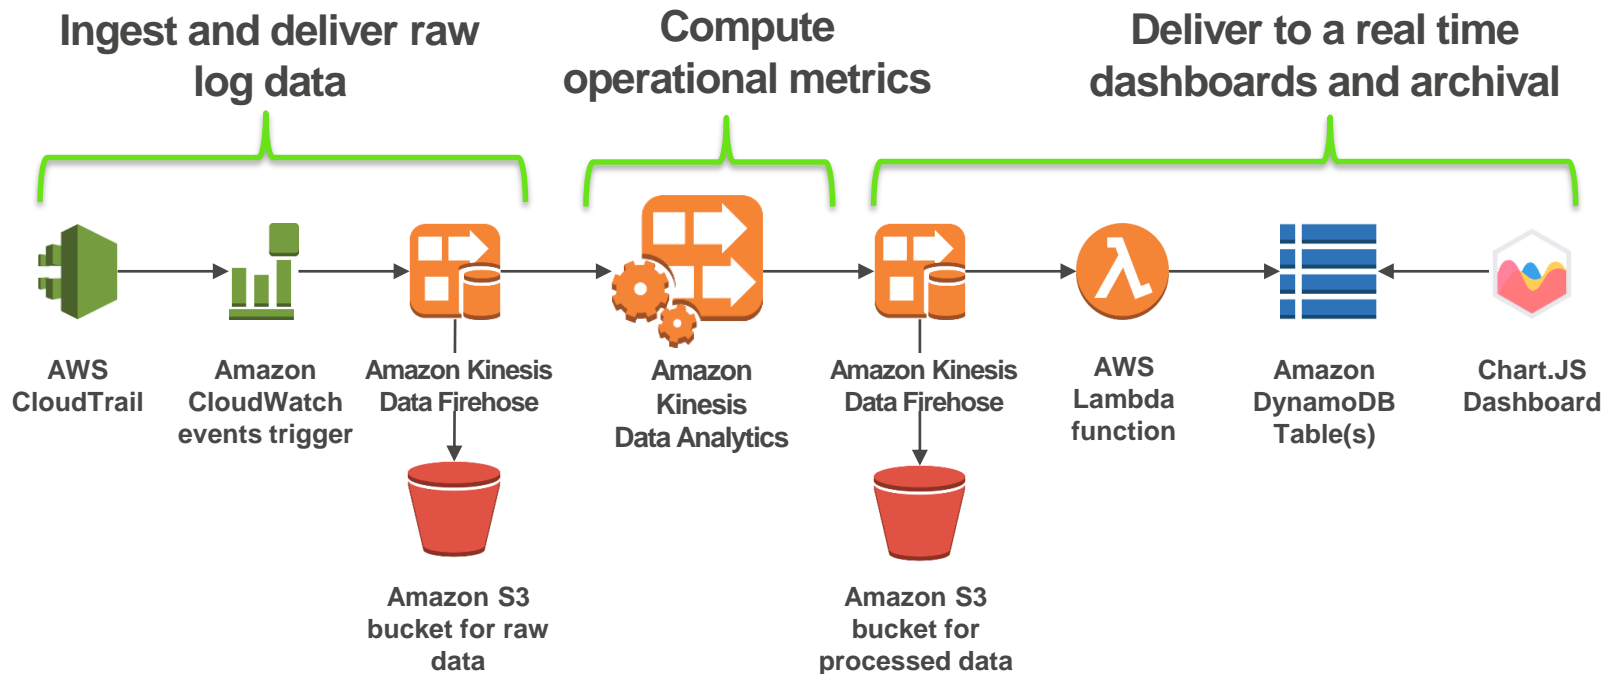 Ingest and deliver raw
log data
Compute
operational metrics
Deliver to a real time
dashboards and archival
AWS
CloudTrail
Amazon
CloudWatch
events trigger
Amazon Kinesis
Data Firehose
Amazon
Kinesis
Data Analytics
Amazon Kinesis
Data Firehose
AWS
Lambda
function
Amazon
DynamoDB
Table(s)
Chart.JS
Dashboard
Amazon S3
bucket for raw
data
Amazon S3
bucket for
processed data